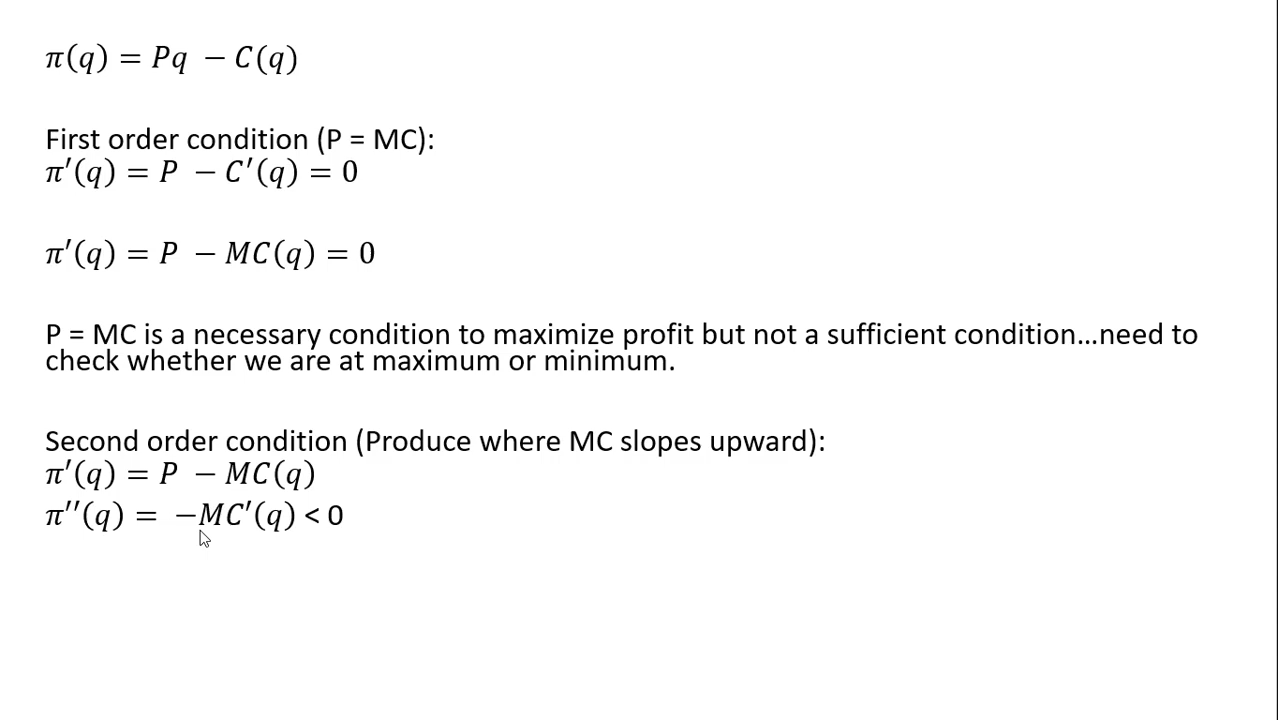 π(q) = Pq − C(q)
First order condition (P = MC):
π′(q) = P − C′(q) = 0
π′(q) = P − MC(q) = 0
P = MC is a necessary condition to maximize profit but not a sufficient condition…need to
check whether we are at maximum or minimum.
Second order condition (Produce where MC slopes upward):
π′(q) = P − MC(q)
π′′(q) = −MC′(q) < 0